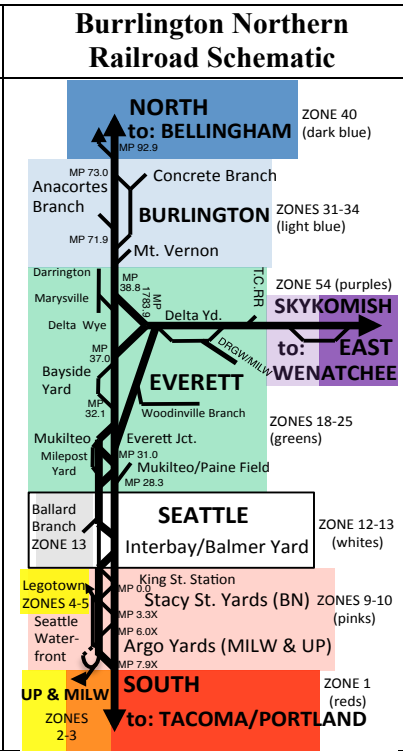 Burrlington Northern
Railroad Schematic
NORTH
to: BELLINGHAM
ZONE 40
(dark blue)
MP 92.9
MP 73.0
Concrete Branch
Anacortes
Branch
BURLINGTON
ZONES 31-34
(light blue)
MP 71.9
Mt. Vernon
Darrington
MP
38.8
MP
1783.9
T.C.RR
ZONE 54 (purples)
Marysville
SKYKOMISH
Delta Wye
Delta Yd.
to: EAST
WENATCHEE
DRGW/MILW
MP
37.0
Bayside
Yard
EVERETT
MP
32.1
Woodinville Branch
ZONES 18-25
(greens)
Mukilteo
Everett Jct.
Milepost
Yard
MP 31.0
Mukilteo/Paine Field
MP 28.3
Ballard
Branch
ZONE 13
SEATTLE
Interbay/Balmer Yard
ZONE 12-13
(whites)
King St. Station
Legotown
ZONES 4-5
MP 0.0
Stacy St. Yards (BN)
ZONES 9-10
(pinks)
MP 3.3X
Seattle
Water-
front
MP 6.0X
Argo Yards (MILW & UP)
MP 7.9X
UP & MILW
SOUTH
ZONE 1
(reds)
ZONES
2-3
to: TACOMA/PORTLAND